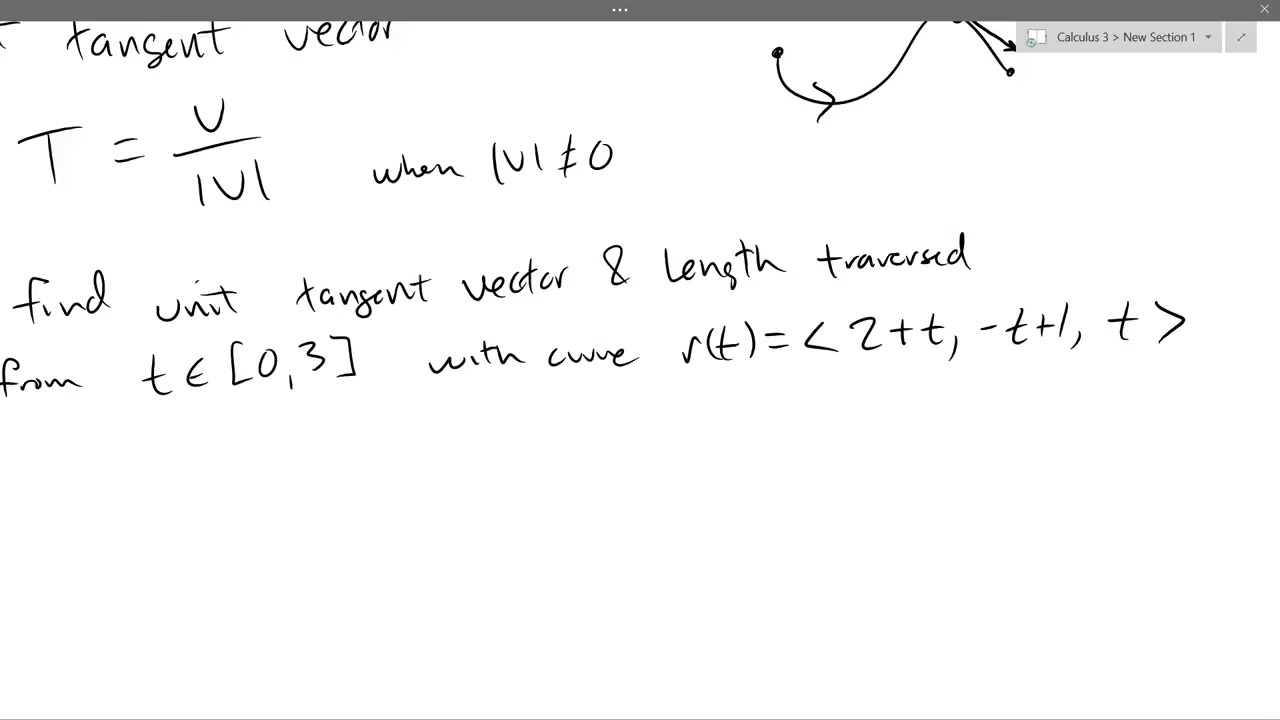 Calculus 3 > New Section 1
tangent vector
T = v / |v| when |v| ≠ 0
find unit tangent vector & length traversed
from t ∈ [0,3] with curve r(t) = < 2+t, -t+1, t >